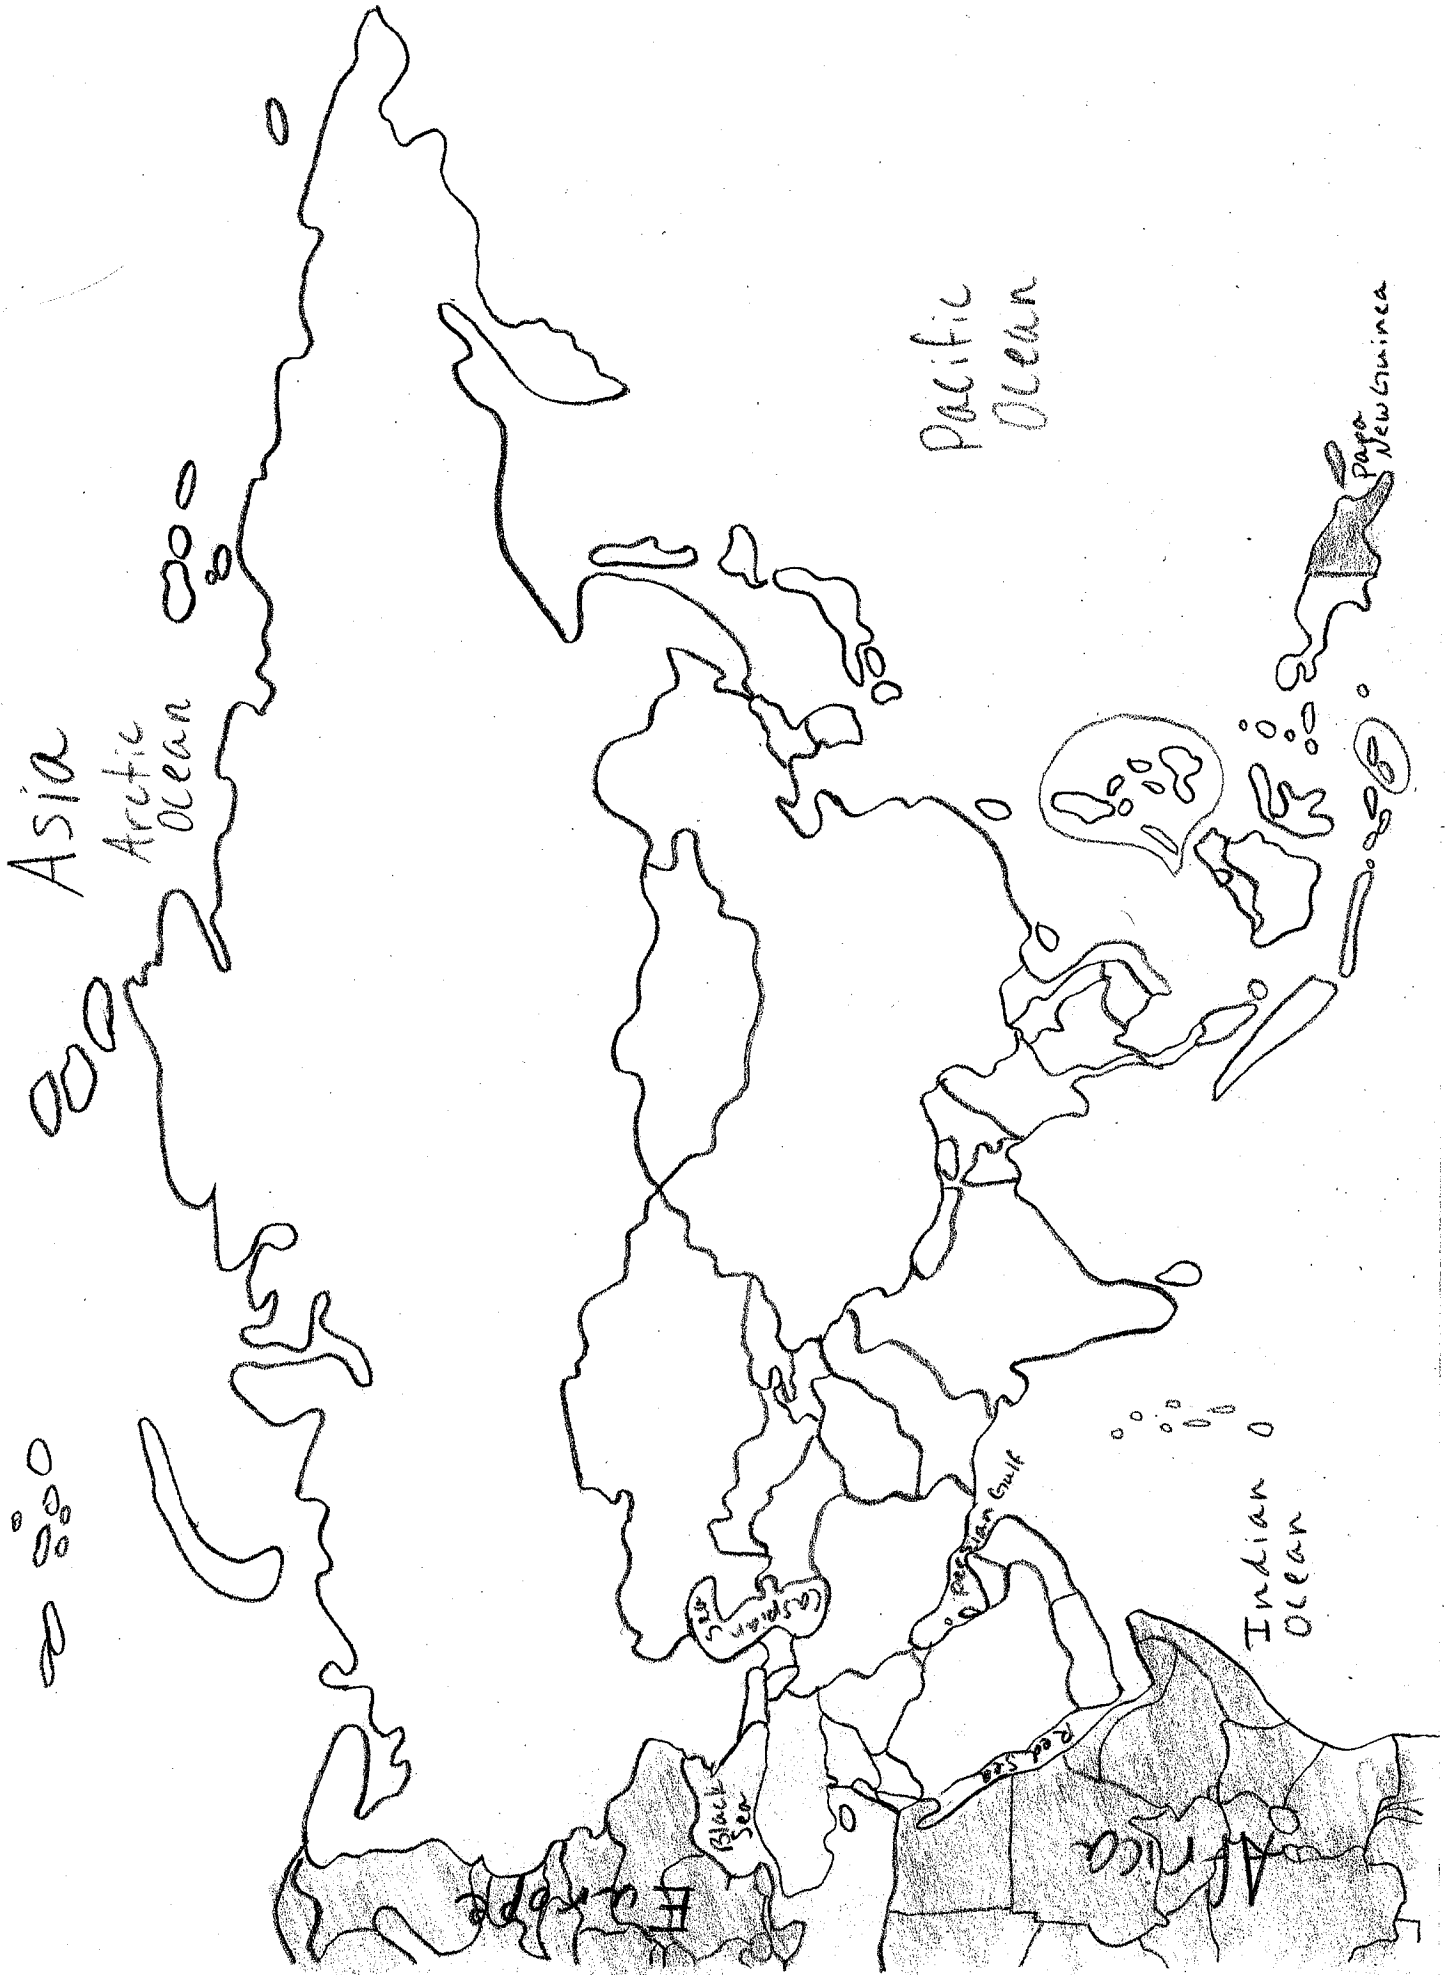 Asia
Arctic
Ocean
Pacific
Ocean
Papa
New Guinea
Europe
Black
Sea
Caspian
Sea
Persian Gulf
Red Sea
Africa
Indian
Ocean